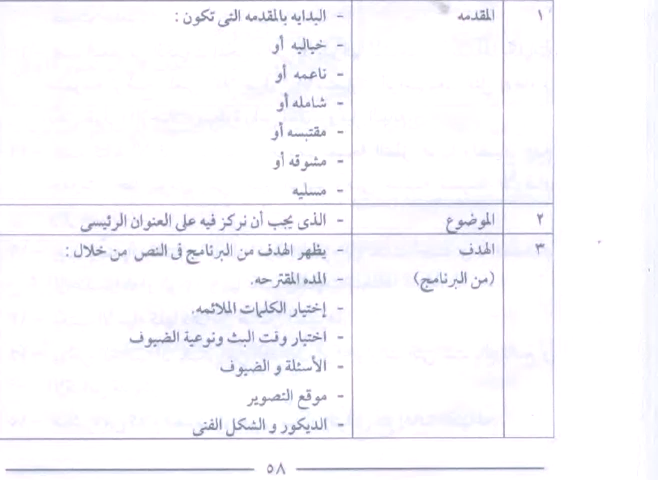 ١ المقدمه - البدايه بالمقدمه التى تكون :
- خياليه أو
- ناعمه أو
- شامله أو
- مقتبسه أو
- مشوقه أو
- مسليه
٢ الموضوع - الذى يجب أن نركز فيه على العنوان الرئيسى
٣ الهدف يظهر الهدف من البرنامج فى النص من خلال :
(من البرنامج) - المده المقترحه.
- إختيار الكلمات الملائمه.
- اختيار وقت البث ونوعية الضيوف
- الأسئلة و الضيوف
- موقع التصوير
- الديكور و الشكل الفنى
٥٨